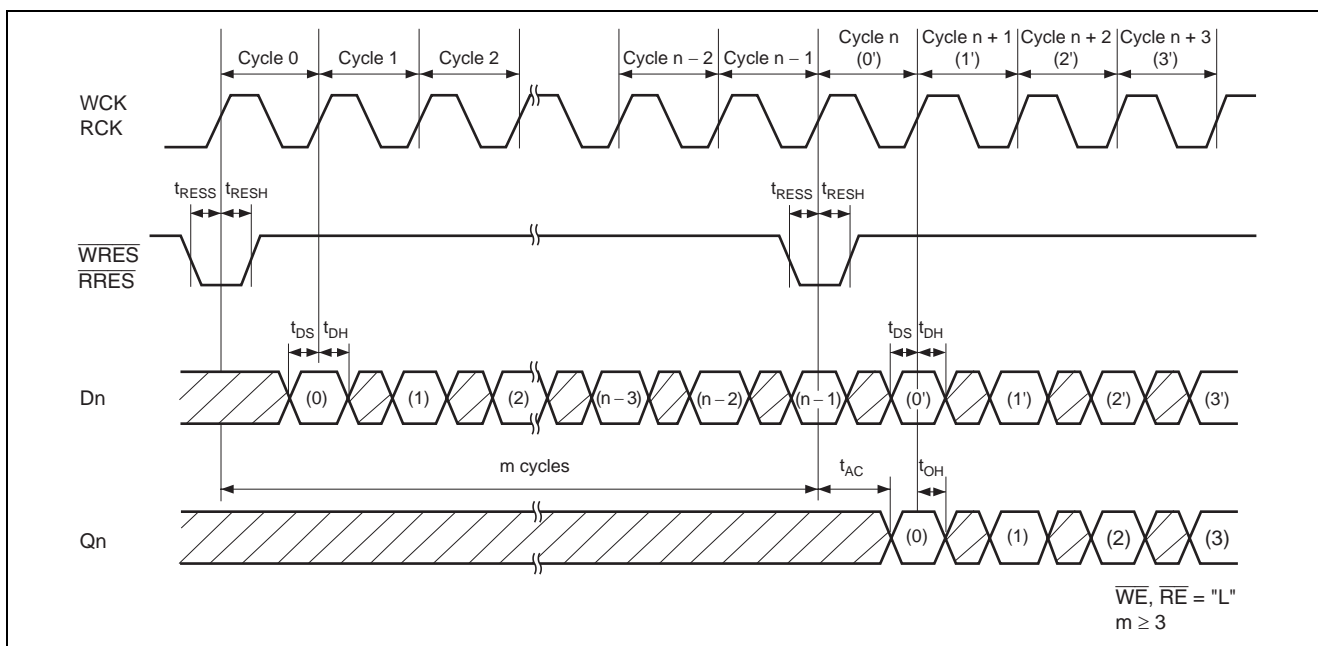 Cycle 0 Cycle 1 Cycle 2 Cycle n – 2 Cycle n – 1 Cycle n (0') Cycle n + 1 (1') Cycle n + 2 (2') Cycle n + 3 (3')
WCK
RCK
tRESS tRESH tRESS tRESH
WRES
RRES
tDS tDH tDS tDH
Dn (0) (1) (2) (n – 3) (n – 2) (n – 1) (0') (1') (2') (3')
m cycles tAC tOH
Qn (0) (1) (2) (3)
WE, RE = "L"
m ≥ 3